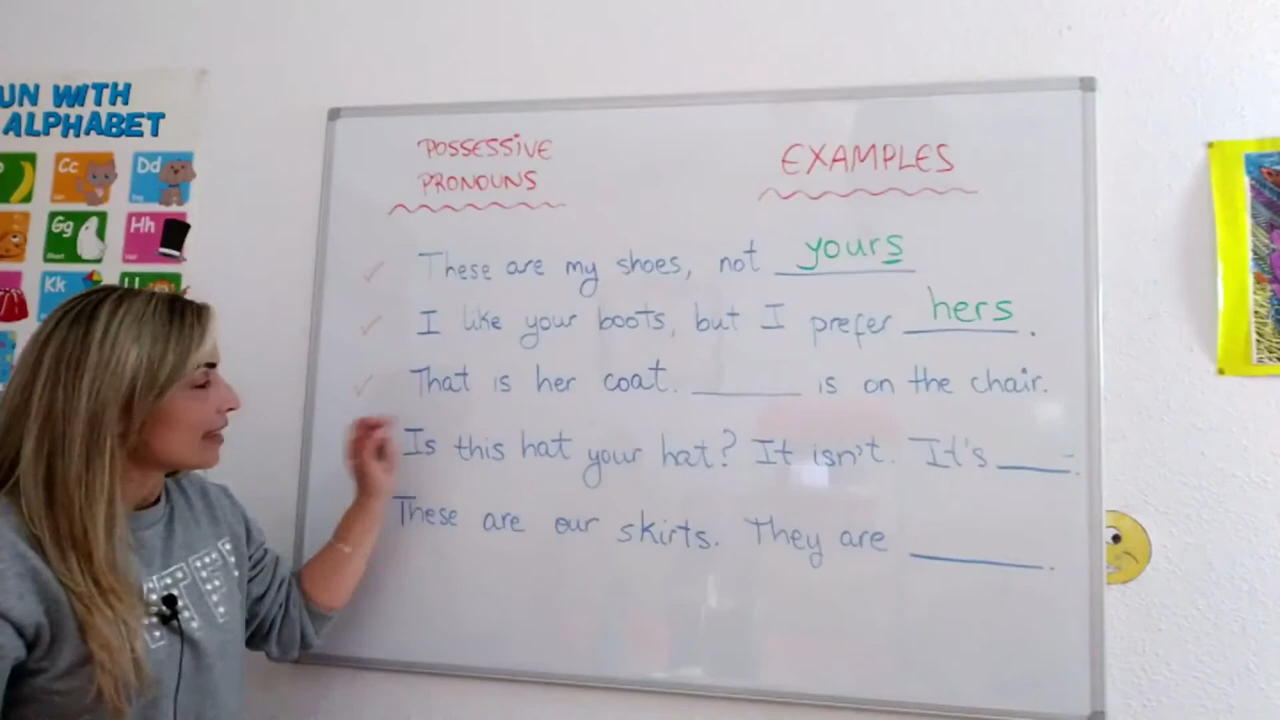 UN WITH
ALPHABET
Cc
Dd
Gg
Hh
Kk
POSSESSIVE
PRONOUNS
EXAMPLES
These are my shoes, not yours
I like your boots, but I prefer hers.
That is her coat. ______ is on the chair.
Is this hat your hat? It isn't. It's ____.
These are our skirts. They are ______.